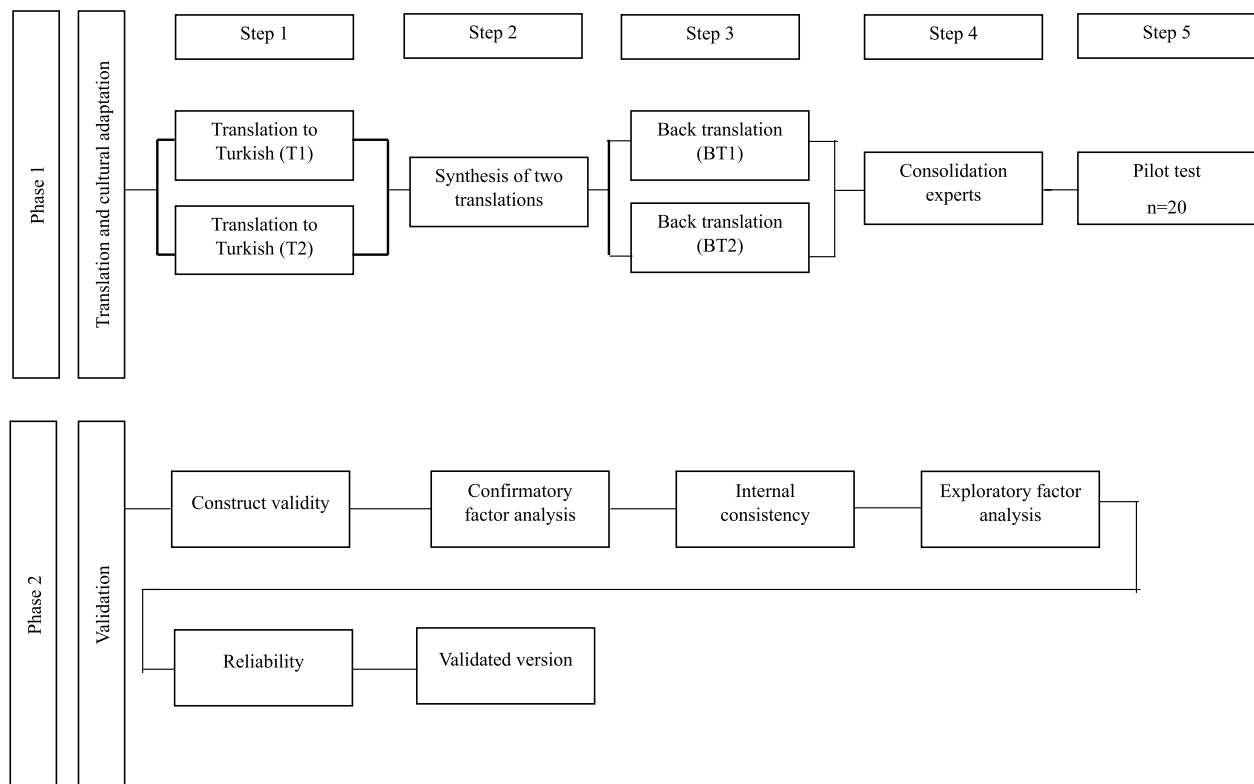 Phase 1
Translation and cultural adaptation
Step 1
Step 2
Step 3
Step 4
Step 5
Translation to
Turkish (T1)
Translation to
Turkish (T2)
Synthesis of two
translations
Back translation
(BT1)
Back translation
(BT2)
Consolidation
experts
Pilot test
n=20
Phase 2
Validation
Construct validity
Confirmatory
factor analysis
Internal
consistency
Exploratory factor
analysis
Reliability
Validated version